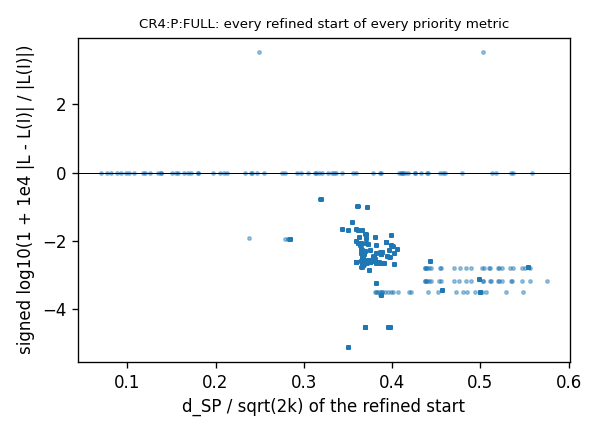 CR4:P:FULL: every refined start of every priority metric
signed log10(1 + 1e4 |L - L(I)| / |L(I)|)
2
0
−2
−4
0.1 0.2 0.3 0.4 0.5 0.6
d_SP / sqrt(2k) of the refined start